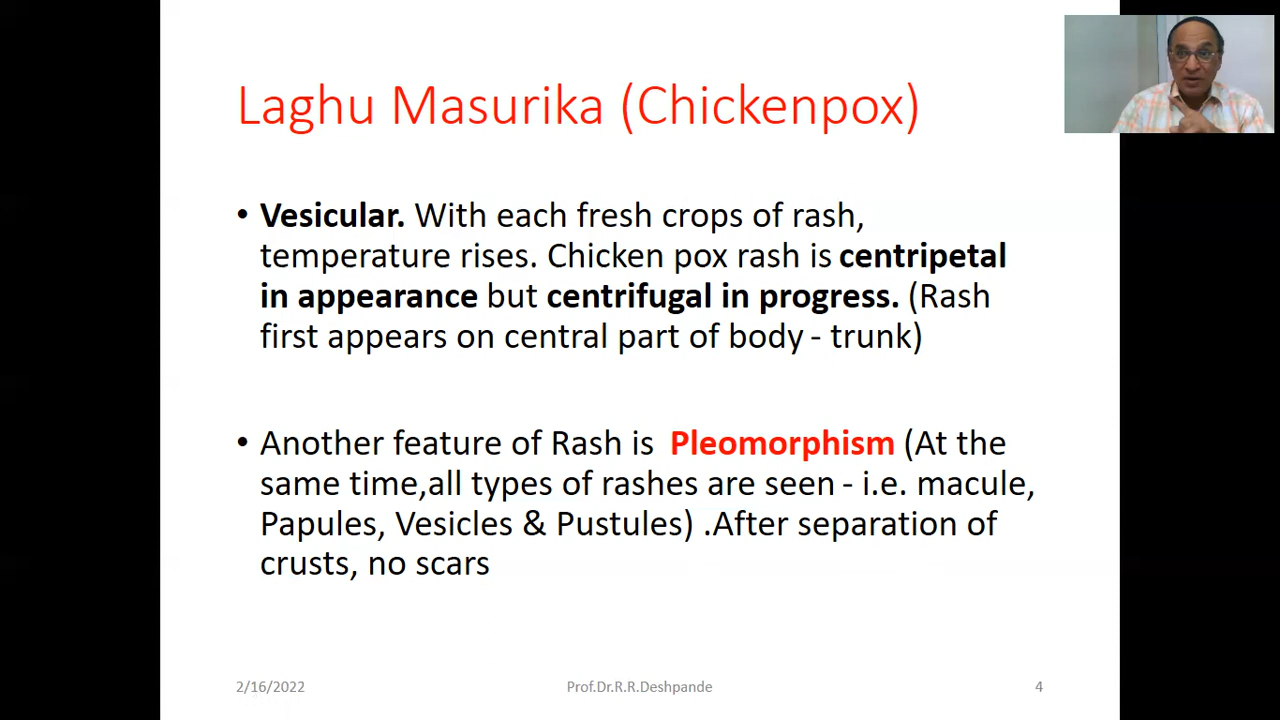 Laghu Masurika (Chickenpox)
• Vesicular. With each fresh crops of rash,
temperature rises. Chicken pox rash is centripetal
in appearance but centrifugal in progress. (Rash
first appears on central part of body - trunk)
• Another feature of Rash is  Pleomorphism (At the
same time,all types of rashes are seen - i.e. macule,
Papules, Vesicles & Pustules) .After separation of
crusts, no scars
2/16/2022
Prof.Dr.R.R.Deshpande
4